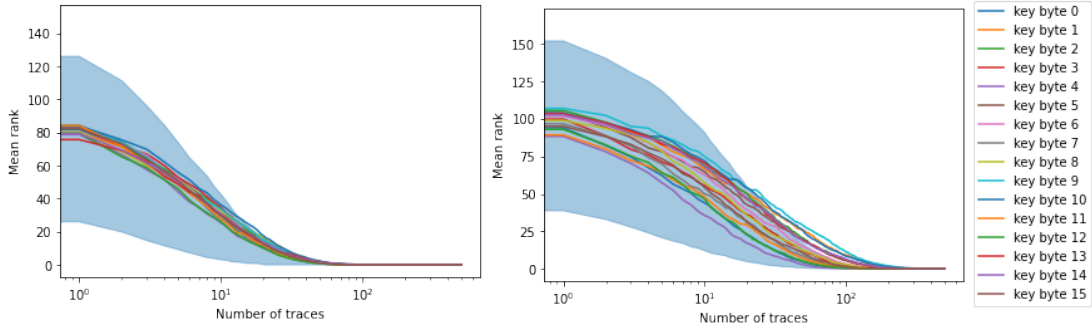 140
120
100
80
60
40
20
0
Mean rank
10⁰
10¹
10²
Number of traces
150
125
100
75
50
25
0
Mean rank
10⁰
10¹
10²
Number of traces
key byte 0
key byte 1
key byte 2
key byte 3
key byte 4
key byte 5
key byte 6
key byte 7
key byte 8
key byte 9
key byte 10
key byte 11
key byte 12
key byte 13
key byte 14
key byte 15